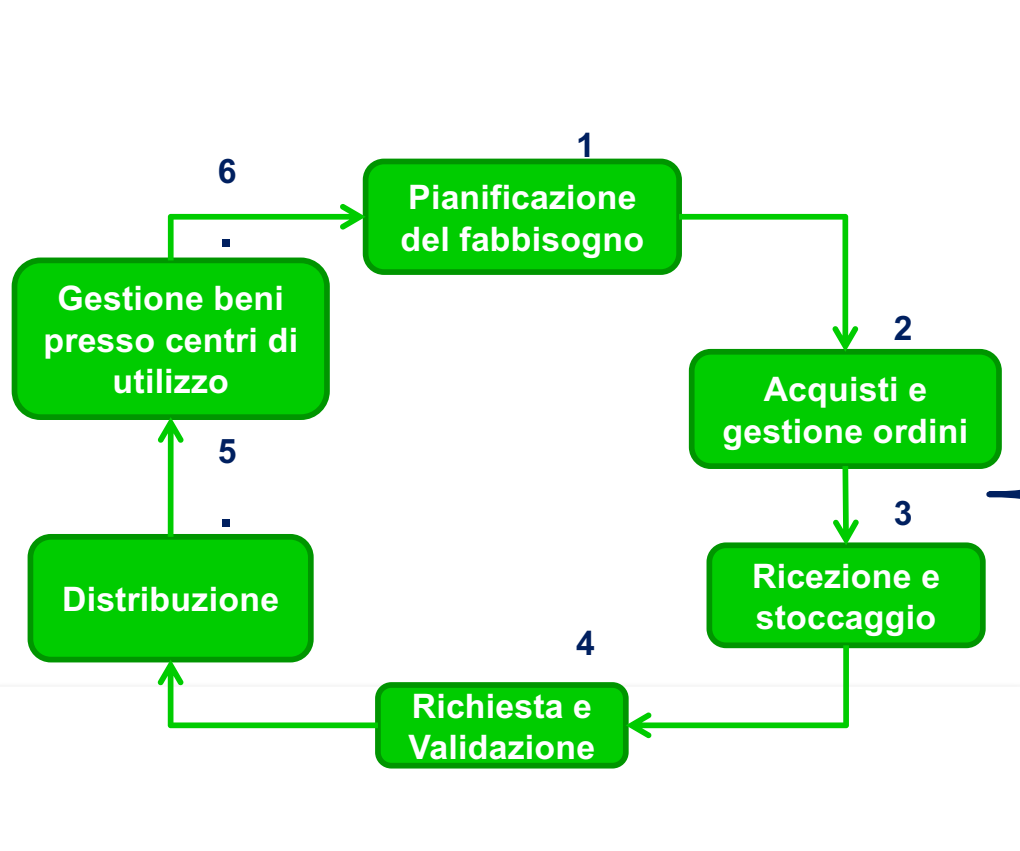 1
Pianificazione
del fabbisogno
2
Acquisti e
gestione ordini
3
Ricezione e
stoccaggio
4
Richiesta e
Validazione
5
Distribuzione
6
Gestione beni
presso centri di
utilizzo